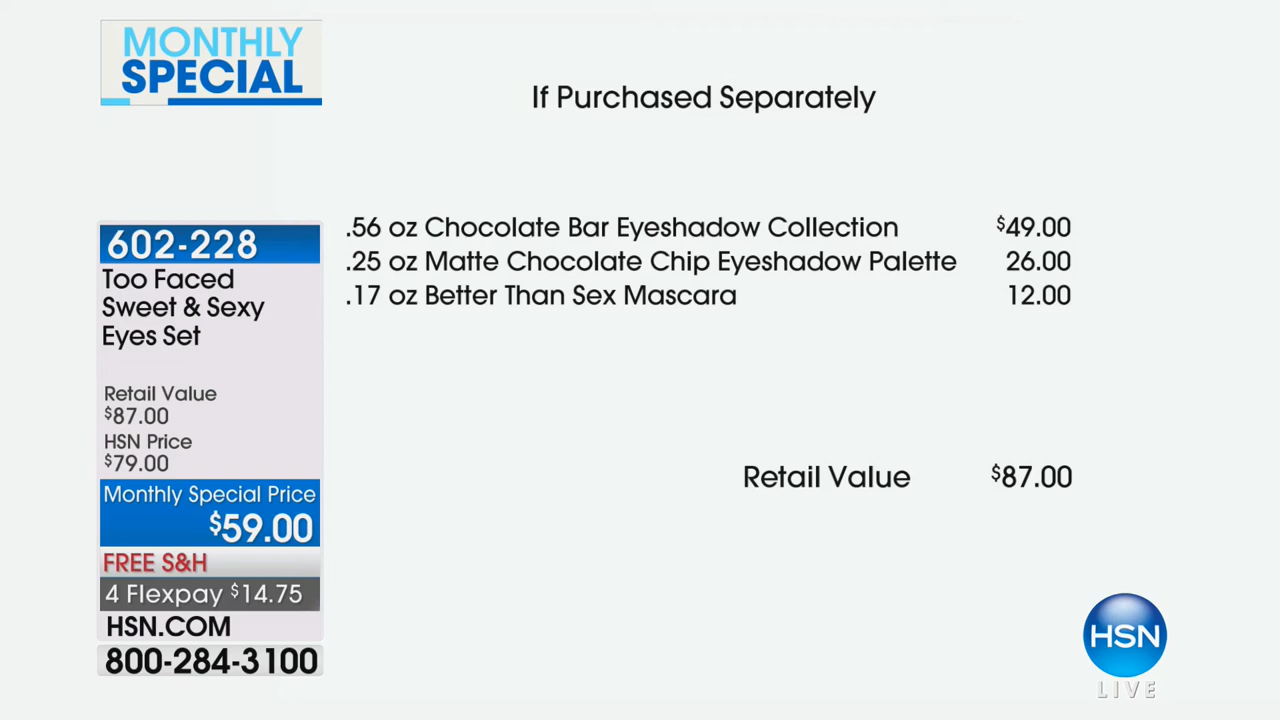 MONTHLY
SPECIAL
If Purchased Separately
.56 oz Chocolate Bar Eyeshadow Collection $49.00
.25 oz Matte Chocolate Chip Eyeshadow Palette 26.00
.17 oz Better Than Sex Mascara 12.00
Retail Value $87.00
602-228
Too Faced
Sweet & Sexy
Eyes Set
Retail Value
$87.00
HSN Price
$79.00
Monthly Special Price
$59.00
FREE S&H
4 Flexpay $14.75
HSN.COM
800-284-3100
HSN
LIVE